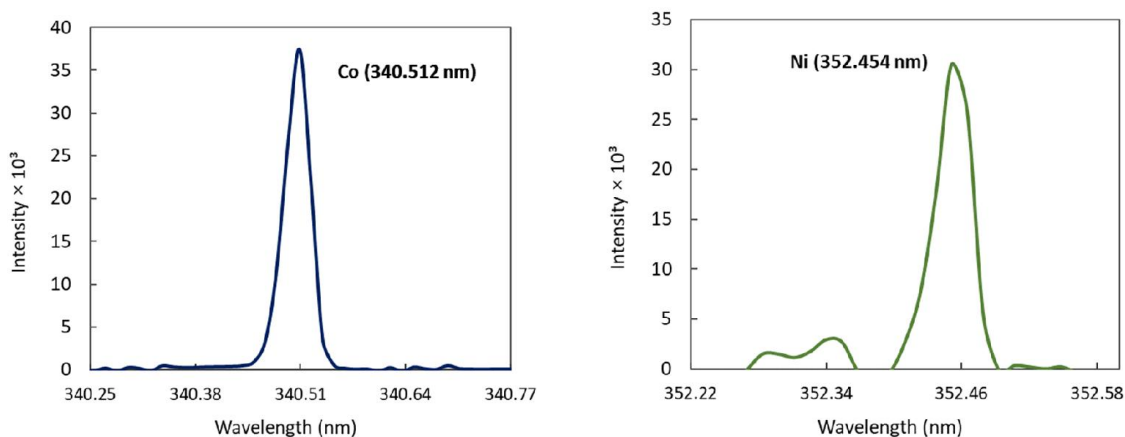 40
35
30
25
20
15
10
5
0
Intensity × 10³
Co (340.512 nm)
340.25 340.38 340.51 340.64 340.77
Wavelength (nm)
35
30
25
20
15
10
5
0
Intensity × 10³
Ni (352.454 nm)
352.22 352.34 352.46 352.58
Wavelength (nm)